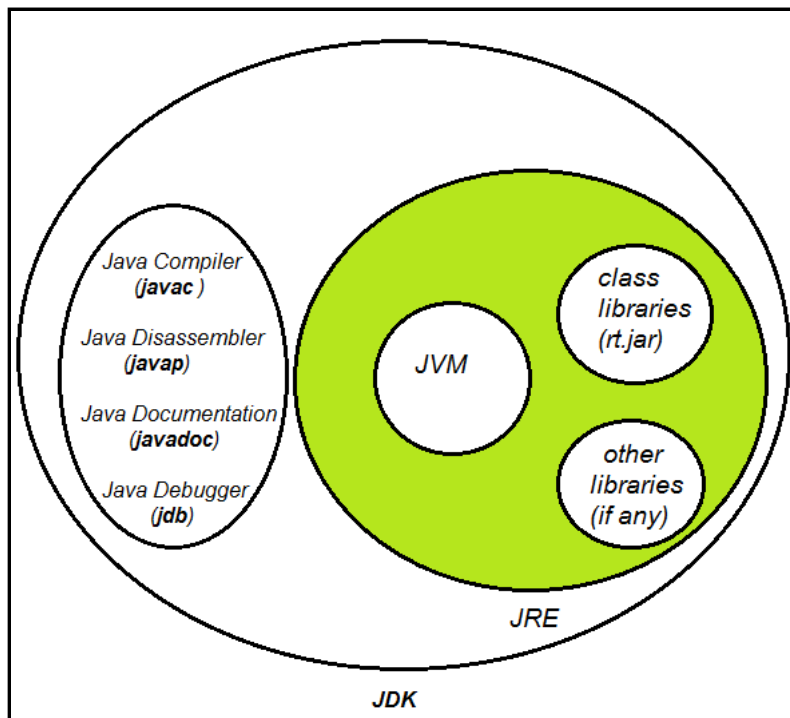 Java Compiler
(javac )
Java Disassembler
(javap)
Java Documentation
(javadoc)
Java Debugger
(jdb)
JVM
class
libraries
(rt.jar)
other
libraries
(if any)
JRE
JDK